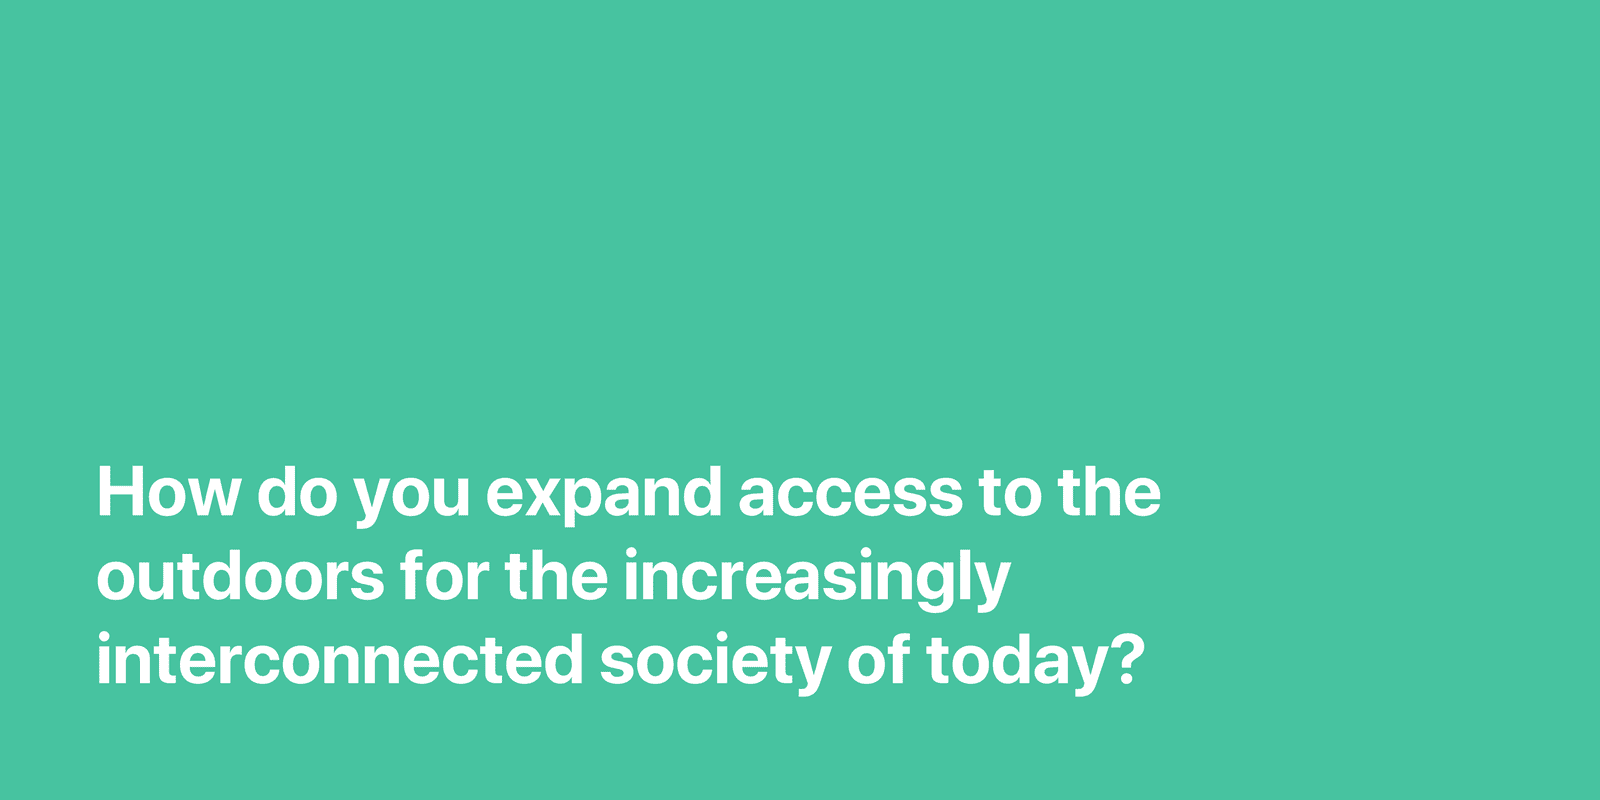 How do you expand access to the
outdoors for the increasingly
interconnected society of today?